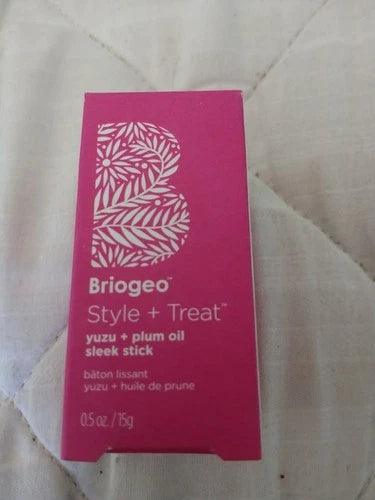 B
Briogeo™
Style + Treat™
yuzu + plum oil
sleek stick
bâton lissant
yuzu + huile de prune
0.5 oz./15g